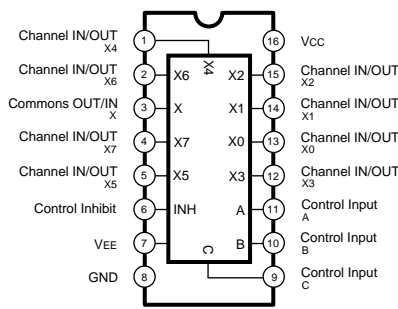 Channel IN/OUT
X4
1
16
VCC
Channel IN/OUT
X6
2
X6
X4
X2
15
Channel IN/OUT
X2
Commons OUT/IN
X
3
X
X1
14
Channel IN/OUT
X1
Channel IN/OUT
X7
4
X7
X0
13
Channel IN/OUT
X0
Channel IN/OUT
X5
5
X5
X3
12
Channel IN/OUT
X3
Control Inhibit
6
INH
A
11
Control Input
A
VEE
7
B
10
Control Input
B
GND
8
C
9
Control Input
C